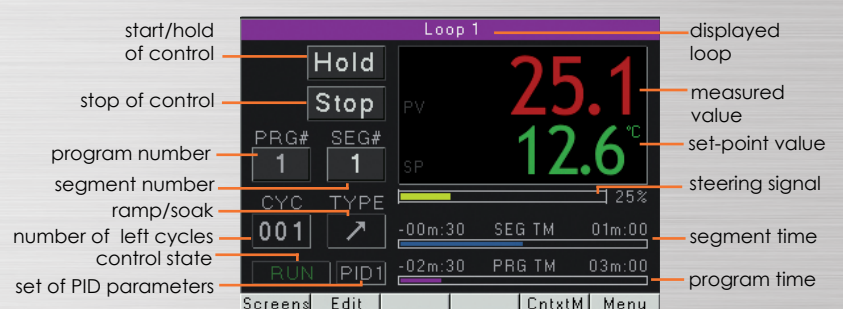 start/hold
of control
stop of control
program number
segment number
ramp/soak
number of left cycles
control state
set of PID parameters
Loop 1
Hold
Stop
PRG# SEG#
1 1
CYC TYPE
001
RUN PID1
PV 25.1
°C
SP 12.6
25%
-00m:30 SEG TM 01m:00
-02m:30 PRG TM 03m:00
Screens Edit CntxtM Menu
displayed
loop
measured
value
set-point value
steering signal
segment time
program time